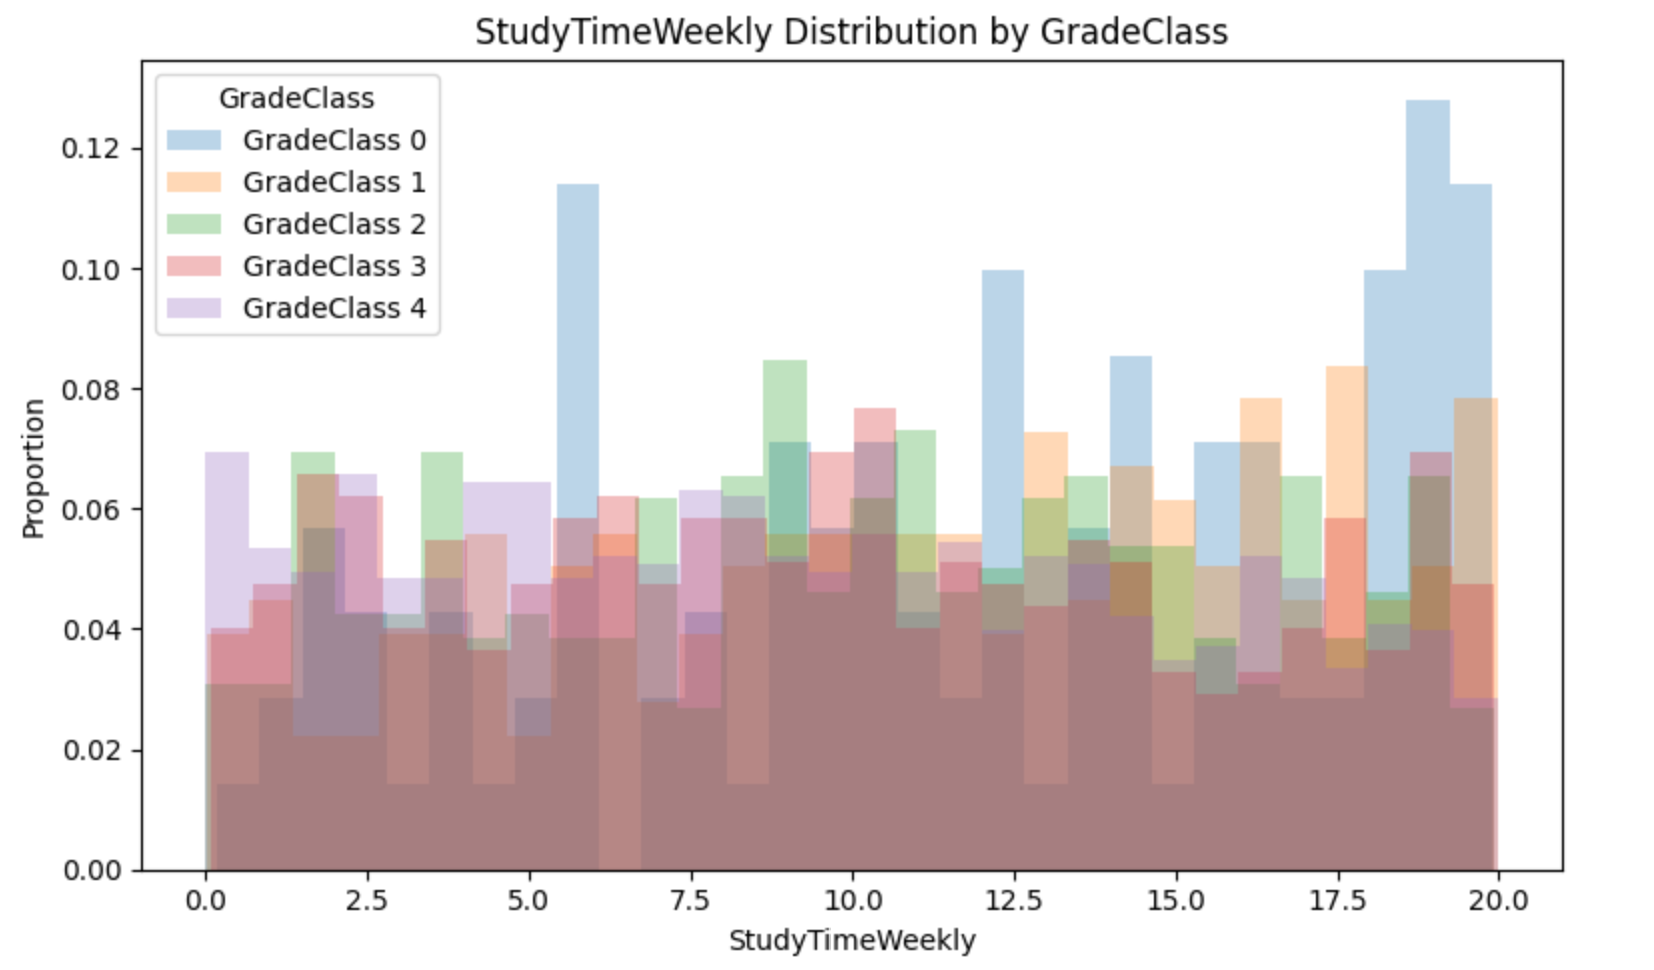 StudyTimeWeekly Distribution by GradeClass
GradeClass
GradeClass 0
GradeClass 1
GradeClass 2
GradeClass 3
GradeClass 4
Proportion
0.12
0.10
0.08
0.06
0.04
0.02
0.00
0.0 2.5 5.0 7.5 10.0 12.5 15.0 17.5 20.0
StudyTimeWeekly